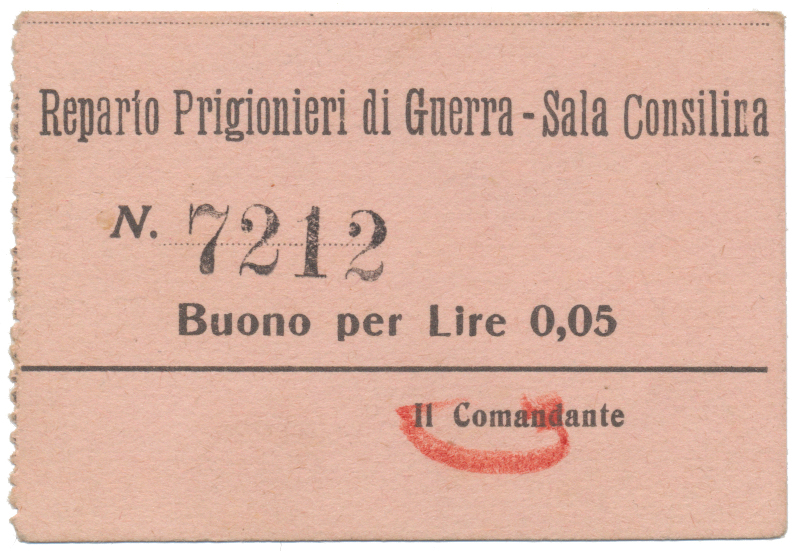 Reparto Prigionieri di Guerra - Sala Consilina
N. 7212
Buono per Lire 0,05
Il Comandante